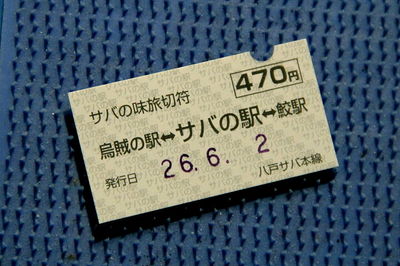 470円
サバの味旅切符
烏賊の駅⇔サバの駅⇔鮫駅
発行日 26.6.2
八戸サバ本線